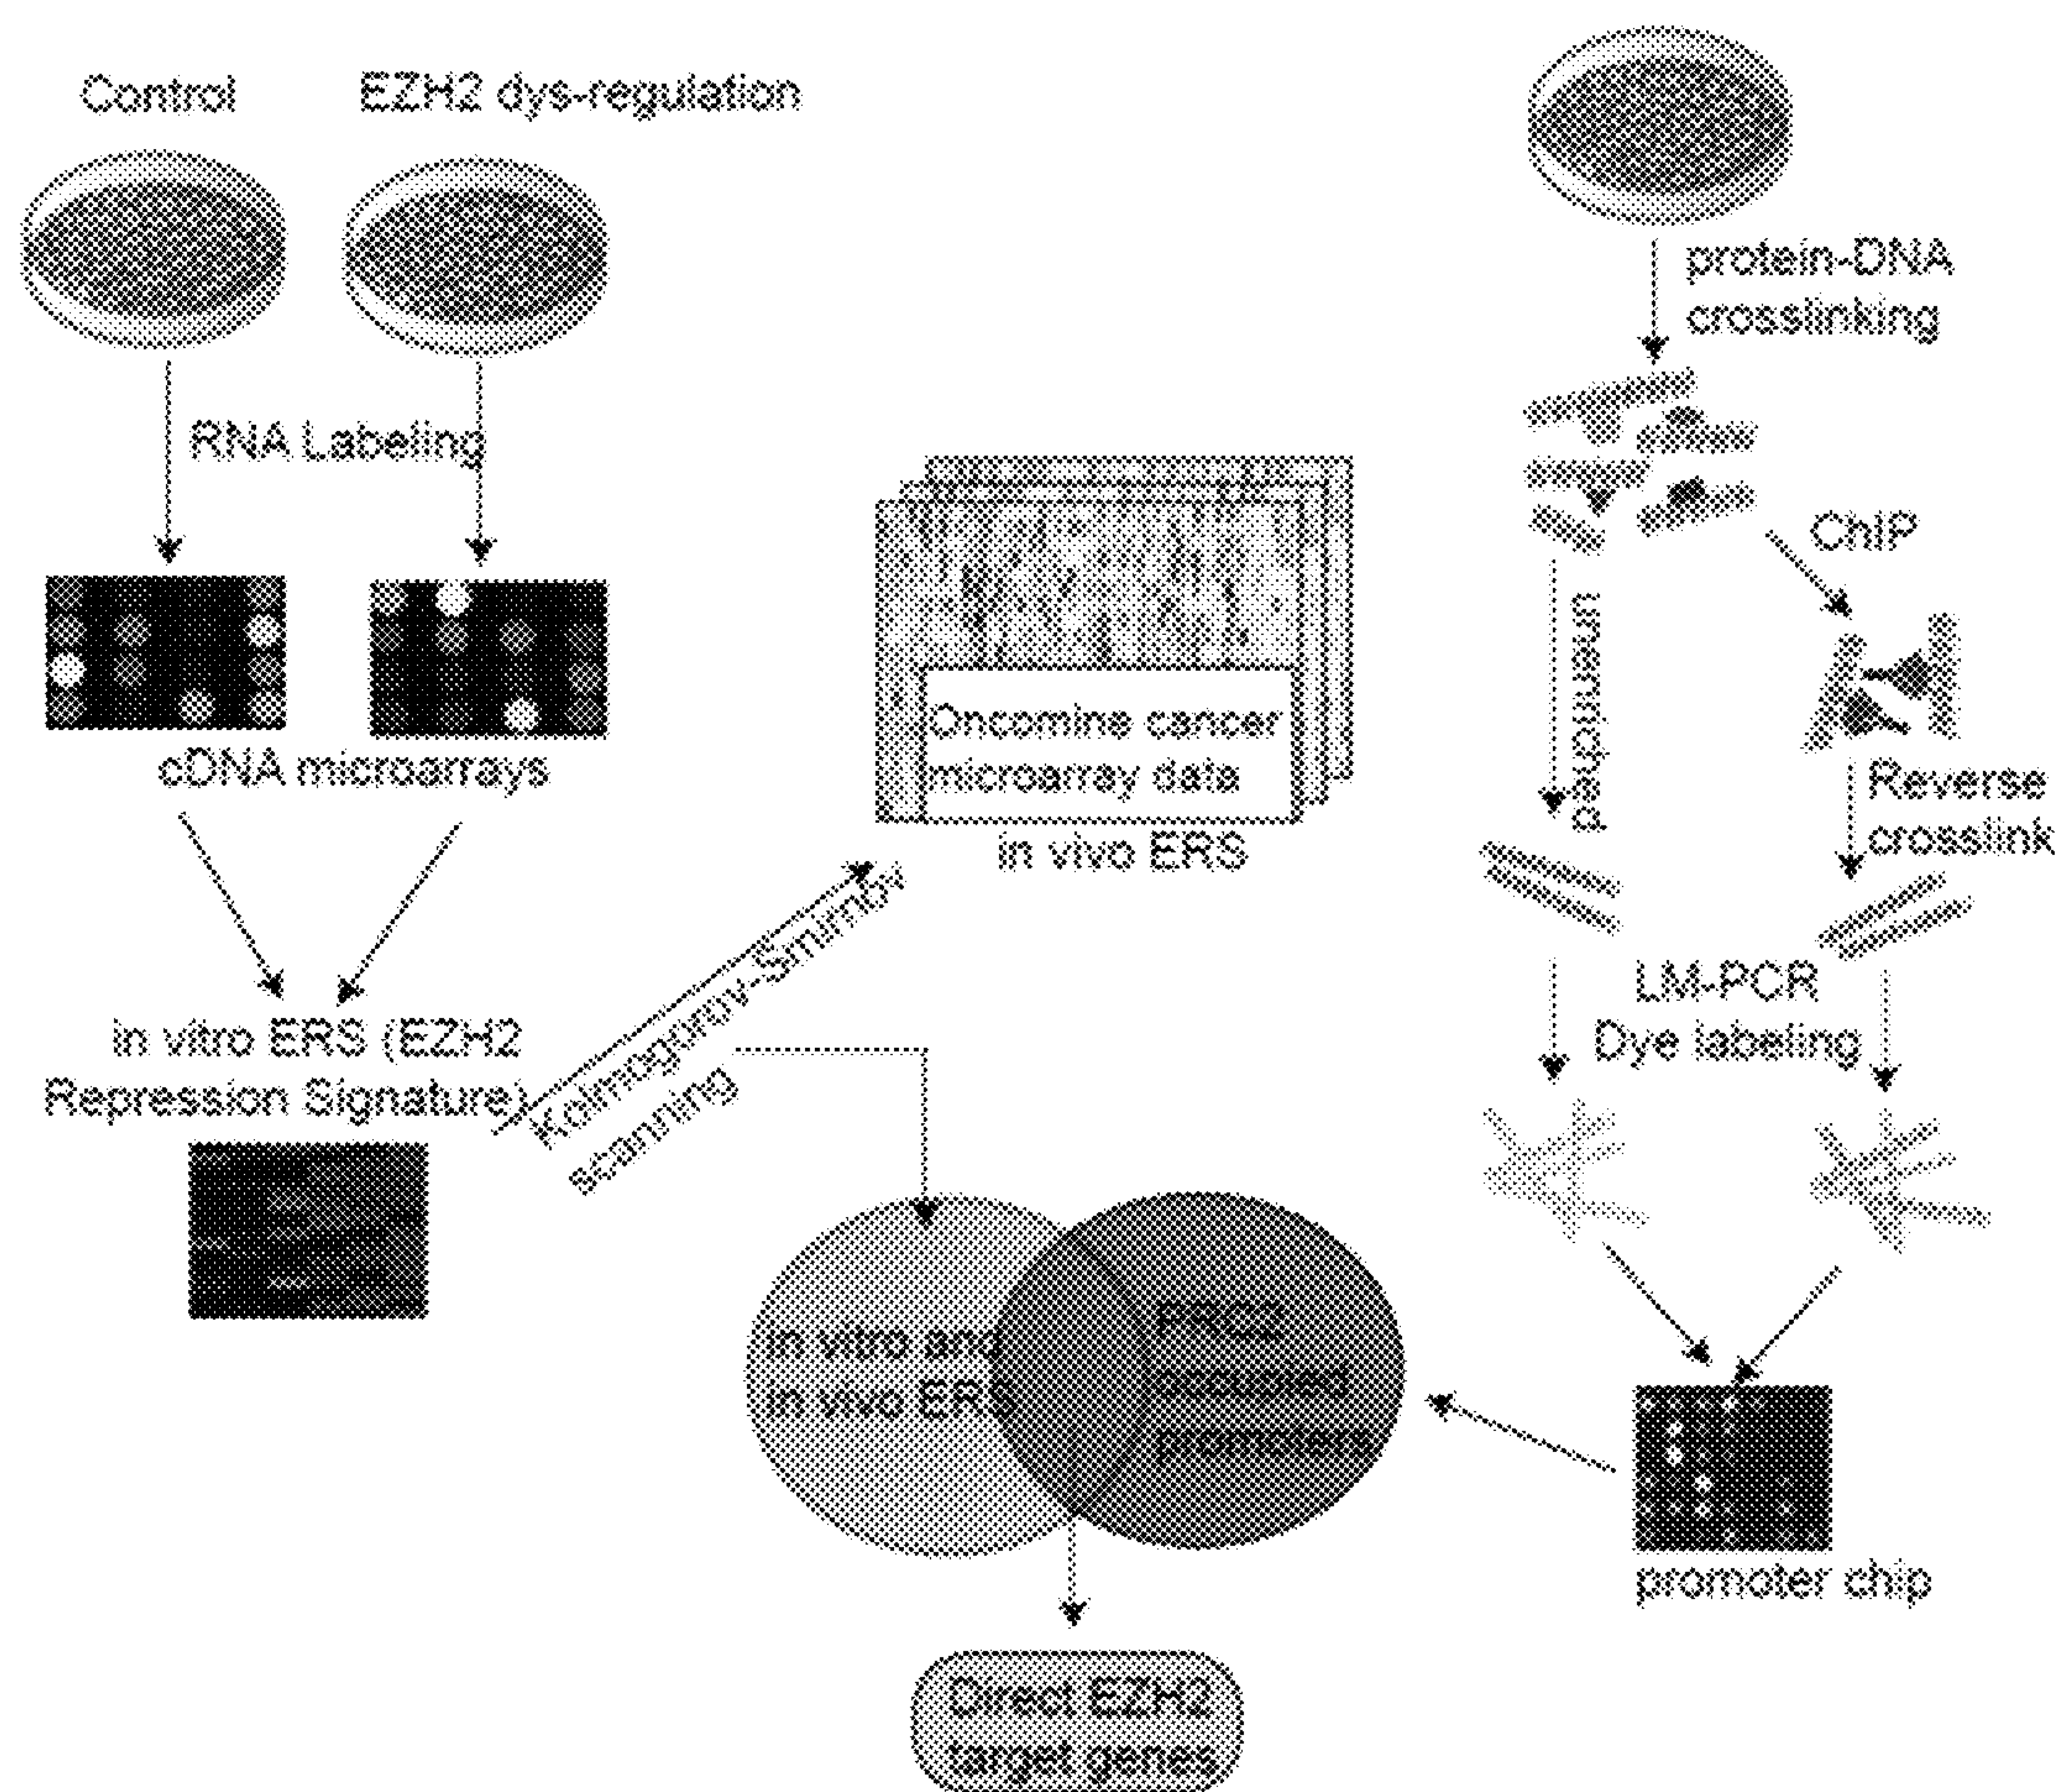 Control
EZH2 dys-regulation
RNA Labeling
cDNA microarrays
in vitro ERS (EZH2
Repression Signature)
Kolmogorov-Smirnov
scanning
Oncomine cancer
microarray data
in vivo ERS
protein-DNA
crosslinking
ChIP
unenriched
Reverse
crosslink
LM-PCR
Dye labeling
promoter chip
in vitro and
in vivo ERS
PRC2
occupied
promoters
Direct EZH2
target genes